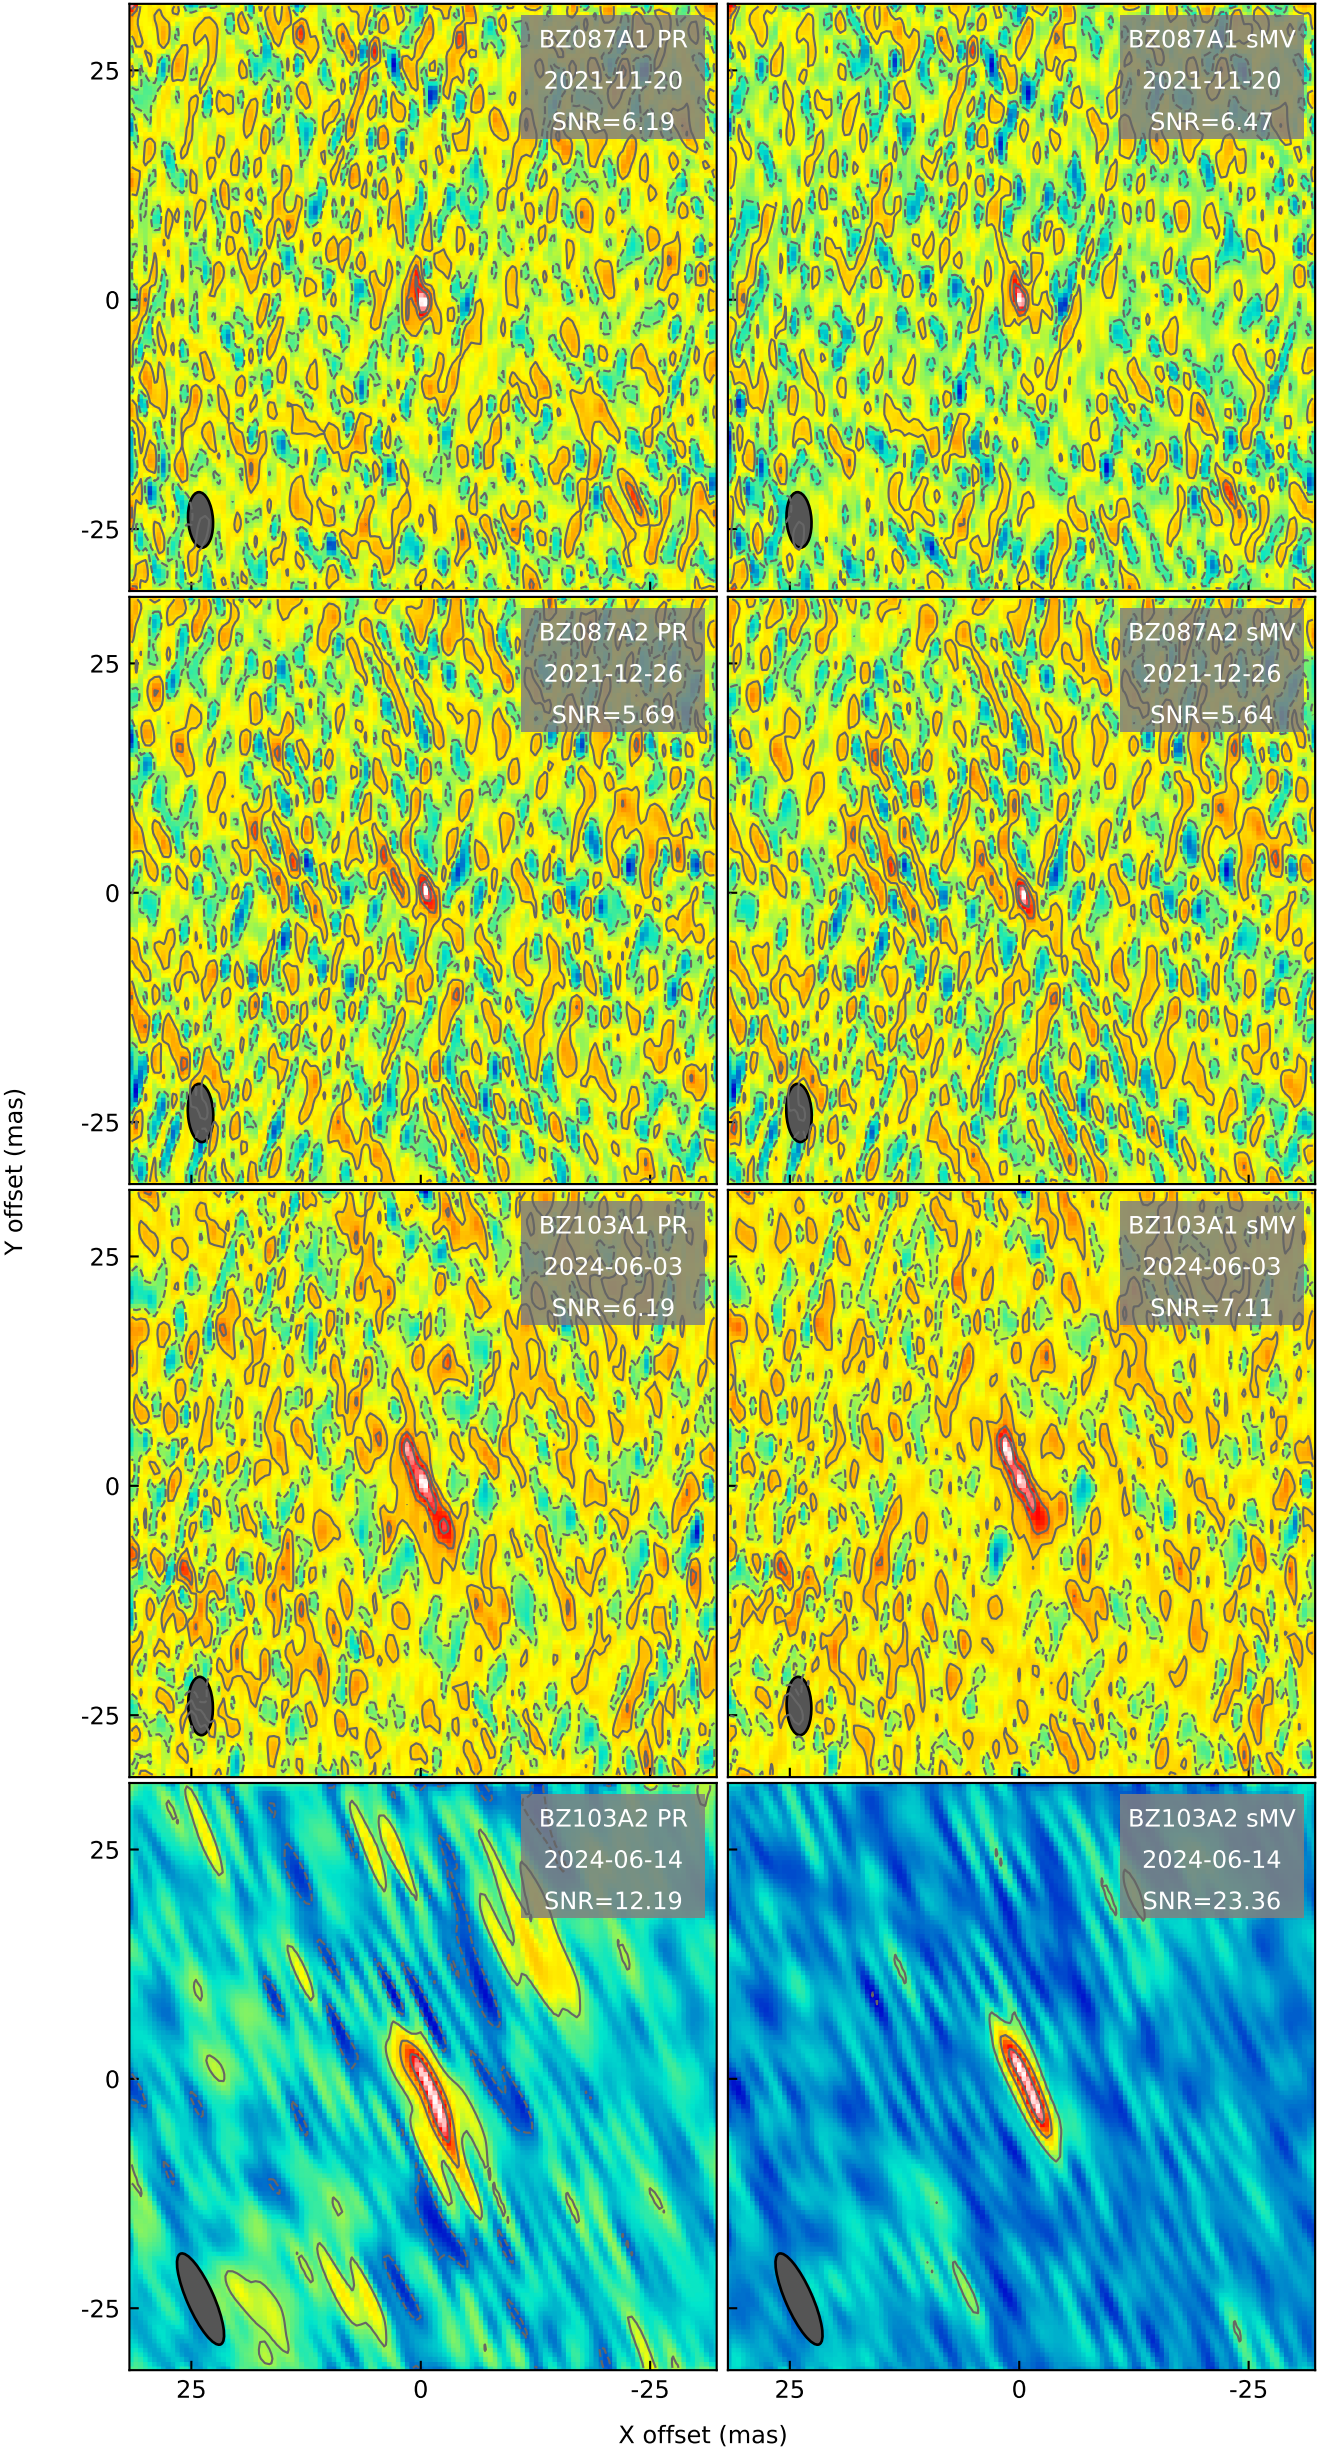 BZ087A1 PR
2021-11-20
SNR=6.19
BZ087A1 sMV
2021-11-20
SNR=6.47
25
0
-25
BZ087A2 PR
2021-12-26
SNR=5.69
BZ087A2 sMV
2021-12-26
SNR=5.64
25
0
-25
Y offset (mas)
BZ103A1 PR
2024-06-03
SNR=6.19
BZ103A1 sMV
2024-06-03
SNR=7.11
25
0
-25
BZ103A2 PR
2024-06-14
SNR=12.19
BZ103A2 sMV
2024-06-14
SNR=23.36
25
0
-25
25 0 -25
25 0 -25
X offset (mas)